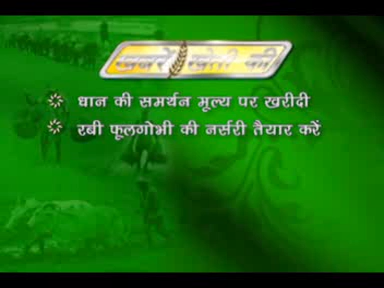 खबरें खेती की
धान की समर्थन मूल्य पर खरीदी
रबी फूलगोभी की नर्सरी तैयार करें